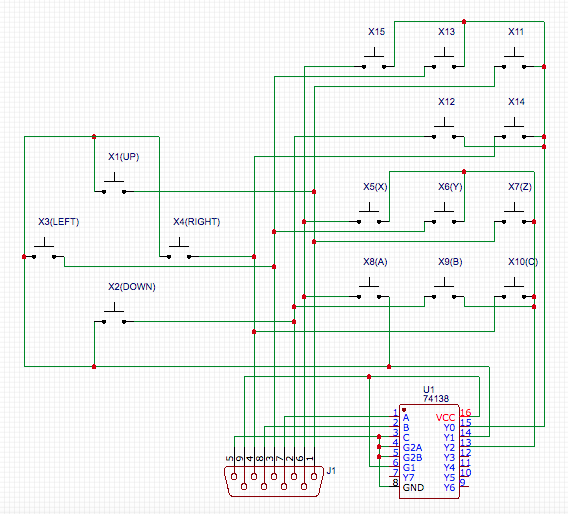 X15 X13 X11
X12 X14
X1(UP)
X5(X) X6(Y) X7(Z)
X3(LEFT) X4(RIGHT)
X8(A) X9(B) X10(C)
X2(DOWN)
U1
74138
1 A VCC 16
2 B Y0 15
3 C Y1 14
4 G2A Y2 13
5 G2B Y3 12
6 G1 Y4 11
7 Y7 Y5 10
8 GND Y6 9
5 9 4 8 3 7 2 6 1
J1